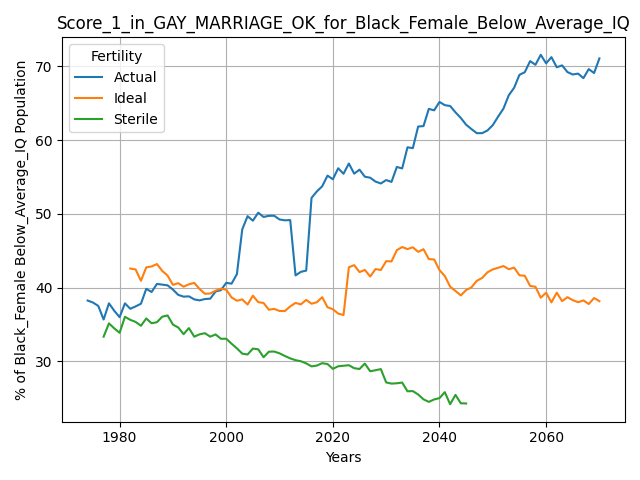 Score_1_in_GAY_MARRIAGE_OK_for_Black_Female_Below_Average_IQ
Fertility
Actual
Ideal
Sterile
% of Black_Female Below_Average_IQ Population
70
60
50
40
30
1980
2000
2020
2040
2060
Years